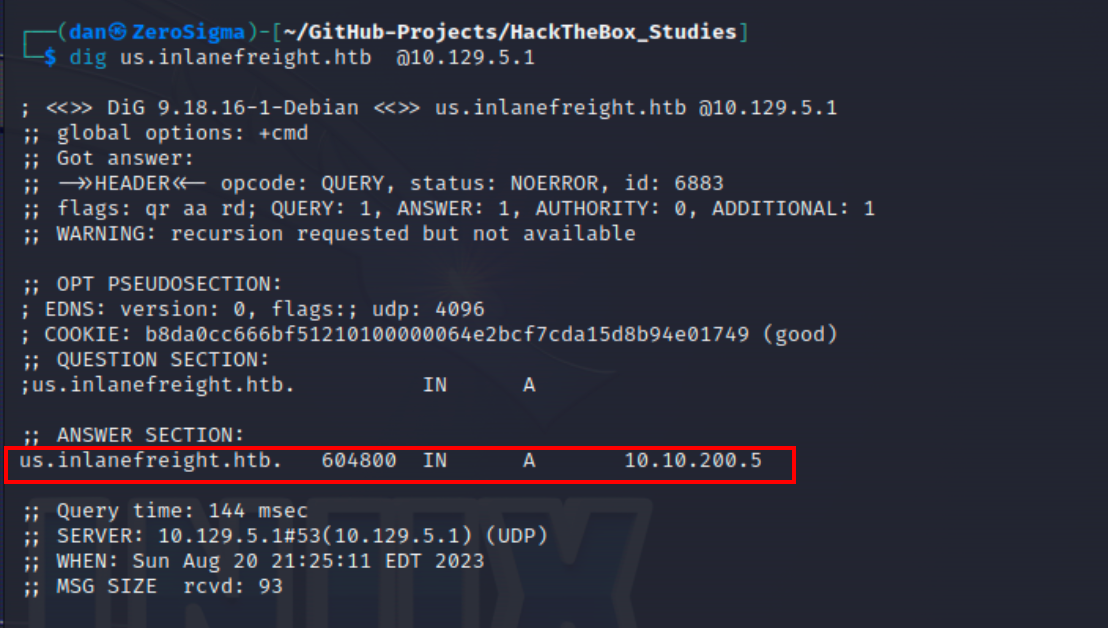 ┌──(dan㉿ZeroSigma)-[~/GitHub-Projects/HackTheBox_Studies]
└─$ dig us.inlanefreight.htb  @10.129.5.1
; <<>> DiG 9.18.16-1-Debian <<>> us.inlanefreight.htb @10.129.5.1
;; global options: +cmd
;; Got answer:
;; ->>HEADER<<- opcode: QUERY, status: NOERROR, id: 6883
;; flags: qr aa rd; QUERY: 1, ANSWER: 1, AUTHORITY: 0, ADDITIONAL: 1
;; WARNING: recursion requested but not available
;; OPT PSEUDOSECTION:
; EDNS: version: 0, flags:; udp: 4096
; COOKIE: b8da0cc666bf51210100000064e2bcf7cda15d8b94e01749 (good)
;; QUESTION SECTION:
;us.inlanefreight.htb. IN A
;; ANSWER SECTION:
us.inlanefreight.htb. 604800 IN A 10.10.200.5
;; Query time: 144 msec
;; SERVER: 10.129.5.1#53(10.129.5.1) (UDP)
;; WHEN: Sun Aug 20 21:25:11 EDT 2023
;; MSG SIZE  rcvd: 93